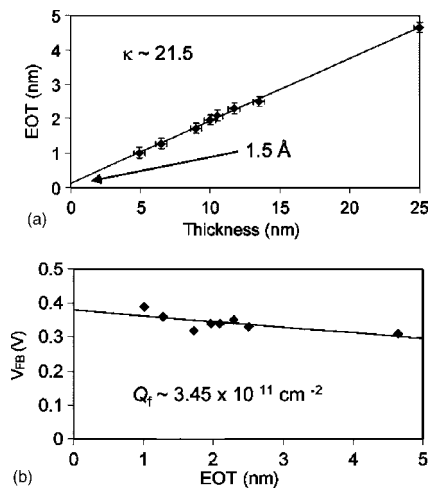 5
4
3
2
1
0
EOT (nm)
κ ~ 21.5
1.5 Å
0 5 10 15 20 25
Thickness (nm)
(a)
0.5
0.4
0.3
0.2
0.1
0
V_FB (V)
Q_f ~ 3.45 x 10^11 cm^-2
0 1 2 3 4 5
EOT (nm)
(b)